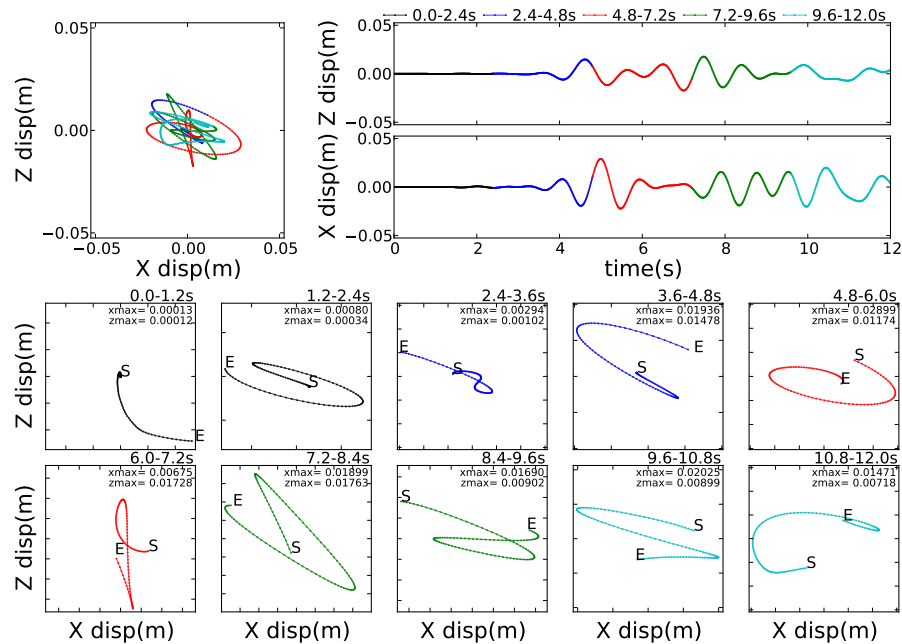 0.0-2.4s 2.4-4.8s 4.8-7.2s 7.2-9.6s 9.6-12.0s
0.05
0.00
−0.05
Z disp(m)
−0.05 0.00 0.05
X disp(m)
0.05
0.00
−0.05
Z disp(m)
0.05
0.00
−0.05
X disp(m)
0 2 4 6 8 10 12
time(s)
0.0-1.2s
xmax= 0.00013
zmax= 0.00012
S
E
1.2-2.4s
xmax= 0.00080
zmax= 0.00034
E
S
2.4-3.6s
xmax= 0.00294
zmax= 0.00102
E
S
3.6-4.8s
xmax= 0.01936
zmax= 0.01478
E
S
4.8-6.0s
xmax= 0.02899
zmax= 0.01174
S
E
Z disp(m)
6.0-7.2s
xmax= 0.00675
zmax= 0.01728
E
S
7.2-8.4s
xmax= 0.01899
zmax= 0.01763
E
S
8.4-9.6s
xmax= 0.01690
zmax= 0.00902
S
E
9.6-10.8s
xmax= 0.02025
zmax= 0.00899
S
E
10.8-12.0s
xmax= 0.01471
zmax= 0.00718
E
S
Z disp(m)
X disp(m) X disp(m) X disp(m) X disp(m) X disp(m)